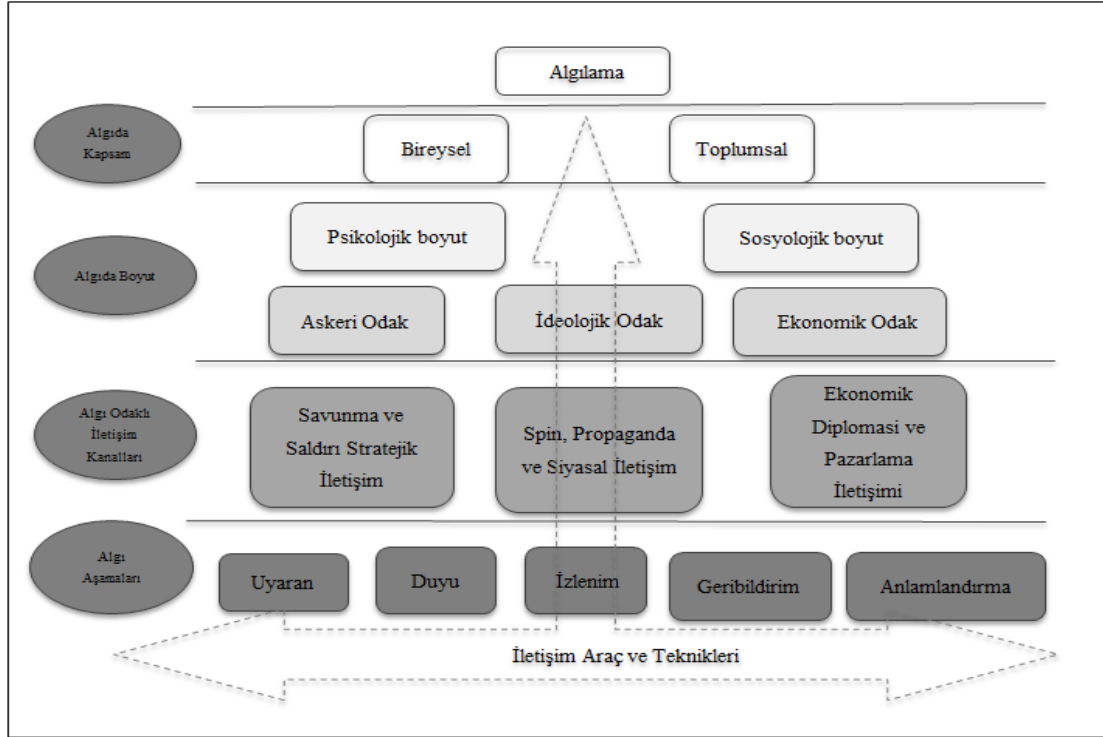 Algılama
Algıda
Kapsam
Bireysel
Toplumsal
Algıda Boyut
Psikolojik boyut
Sosyolojik boyut
Askeri Odak
İdeolojik Odak
Ekonomik Odak
Algı Odaklı
İletişim
Kanalları
Savunma ve
Saldırı Stratejik
İletişim
Spin, Propaganda
ve Siyasal İletişim
Ekonomik
Diplomasi ve
Pazarlama
İletişimi
Algı
Aşamaları
Uyaran
Duyu
İzlenim
Geribildirim
Anlamlandırma
İletişim Araç ve Teknikleri